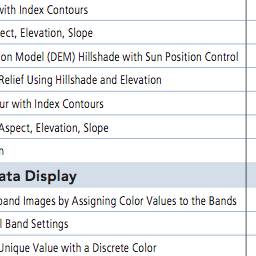 with Index Contours
ect, Elevation, Slope
on Model (DEM) Hillshade with Sun Position Control
Relief Using Hillshade and Elevation
ur with Index Contours
Aspect, Elevation, Slope
n
ata Display
band Images by Assigning Color Values to the Bands
l Band Settings
Unique Value with a Discrete Color